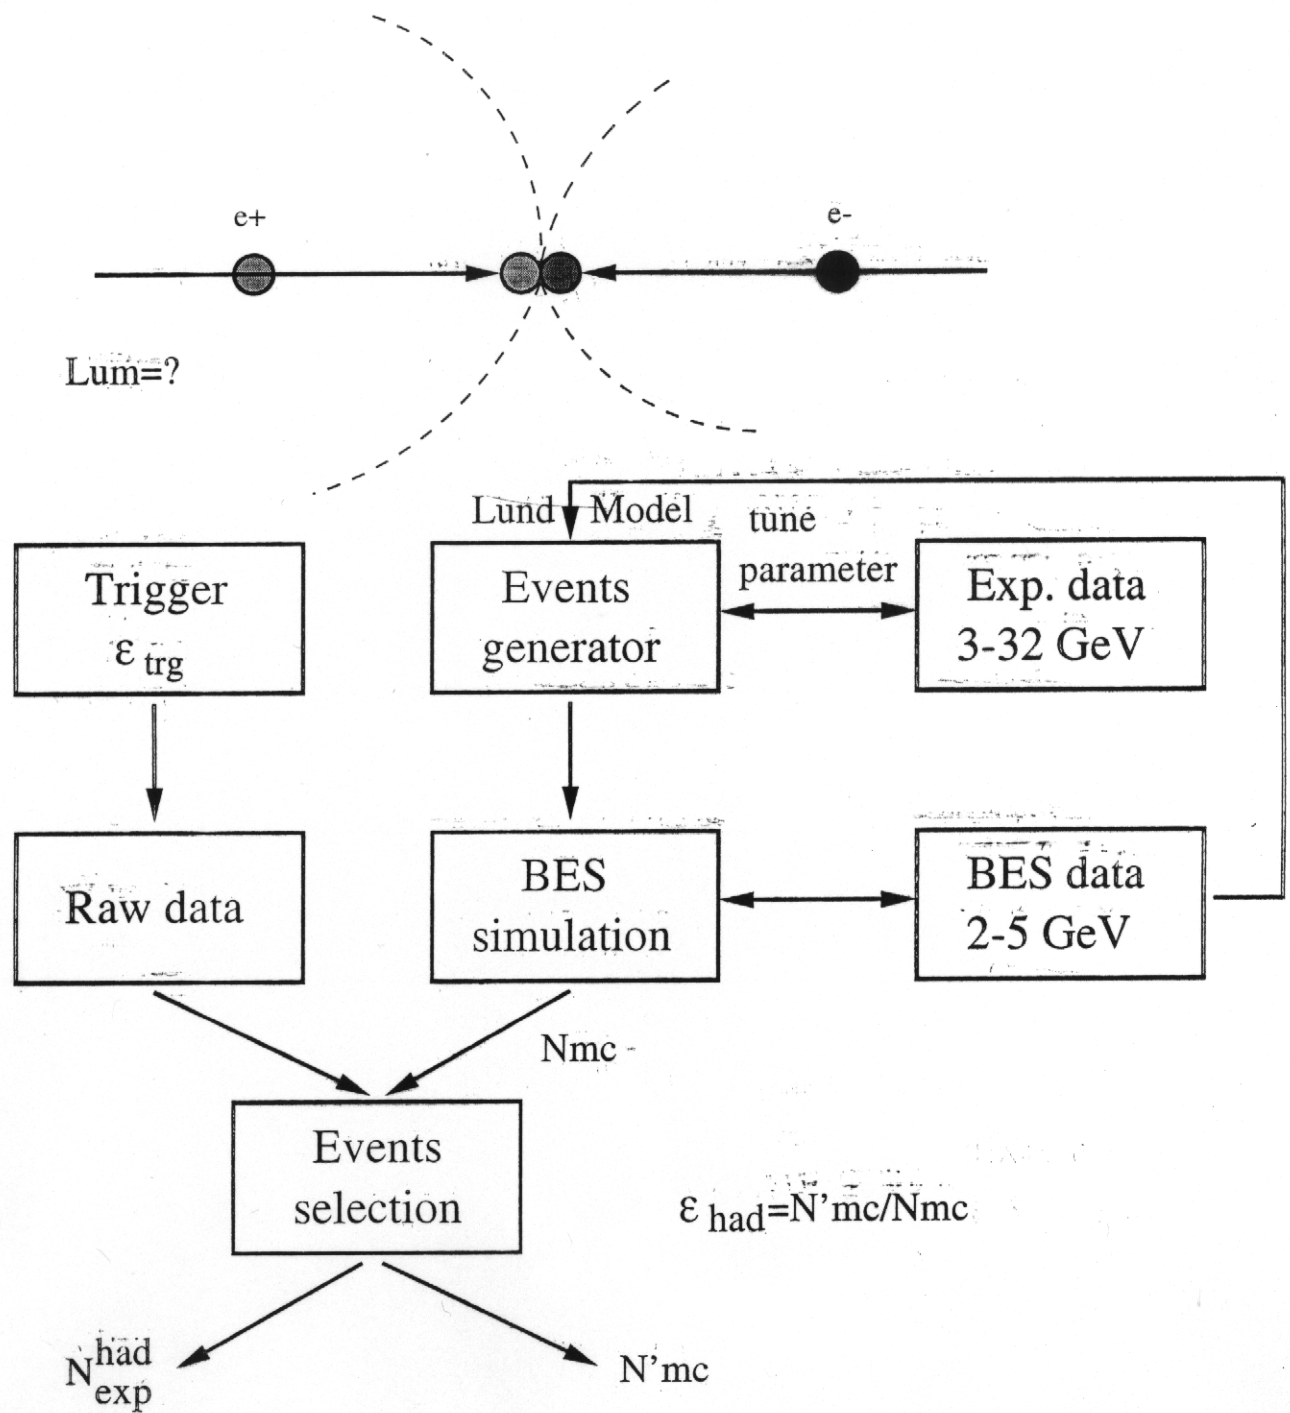 e+
e-
Lum=?
Lund Model
tune
parameter
Trigger
ε trg
Events
generator
Exp. data
3-32 GeV
Raw data
BES
simulation
BES data
2-5 GeV
Nmc
Events
selection
ε had=N'mc/Nmc
N had exp
N'mc